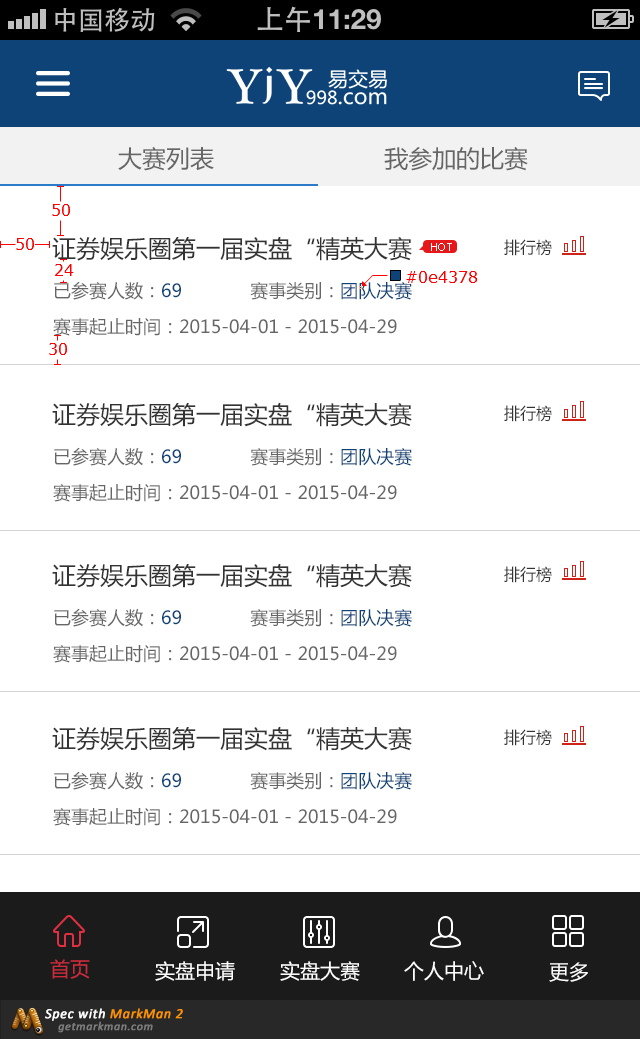 中国移动 上午11:29
YjY 易交易
998.com
大赛列表 我参加的比赛
50
50 证券娱乐圈第一届实盘“精英大赛 HOT 排行榜
24 #0e4378
已参赛人数：69 赛事类别：团队决赛
赛事起止时间：2015-04-01 - 2015-04-29
30
证券娱乐圈第一届实盘“精英大赛 排行榜
已参赛人数：69 赛事类别：团队决赛
赛事起止时间：2015-04-01 - 2015-04-29
证券娱乐圈第一届实盘“精英大赛 排行榜
已参赛人数：69 赛事类别：团队决赛
赛事起止时间：2015-04-01 - 2015-04-29
证券娱乐圈第一届实盘“精英大赛 排行榜
已参赛人数：69 赛事类别：团队决赛
赛事起止时间：2015-04-01 - 2015-04-29
首页 实盘申请 实盘大赛 个人中心 更多
Spec with MarkMan 2
getmarkman.com